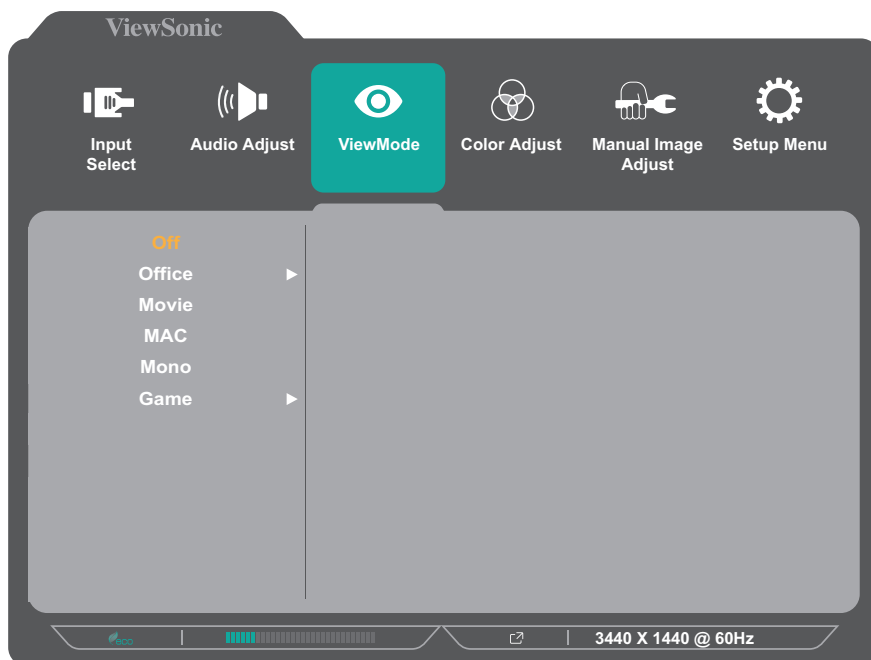 ViewSonic
Input
Select
Audio Adjust
ViewMode
Color Adjust
Manual Image
Adjust
Setup Menu
Off
Office
Movie
MAC
Mono
Game
eco
3440 X 1440 @ 60Hz